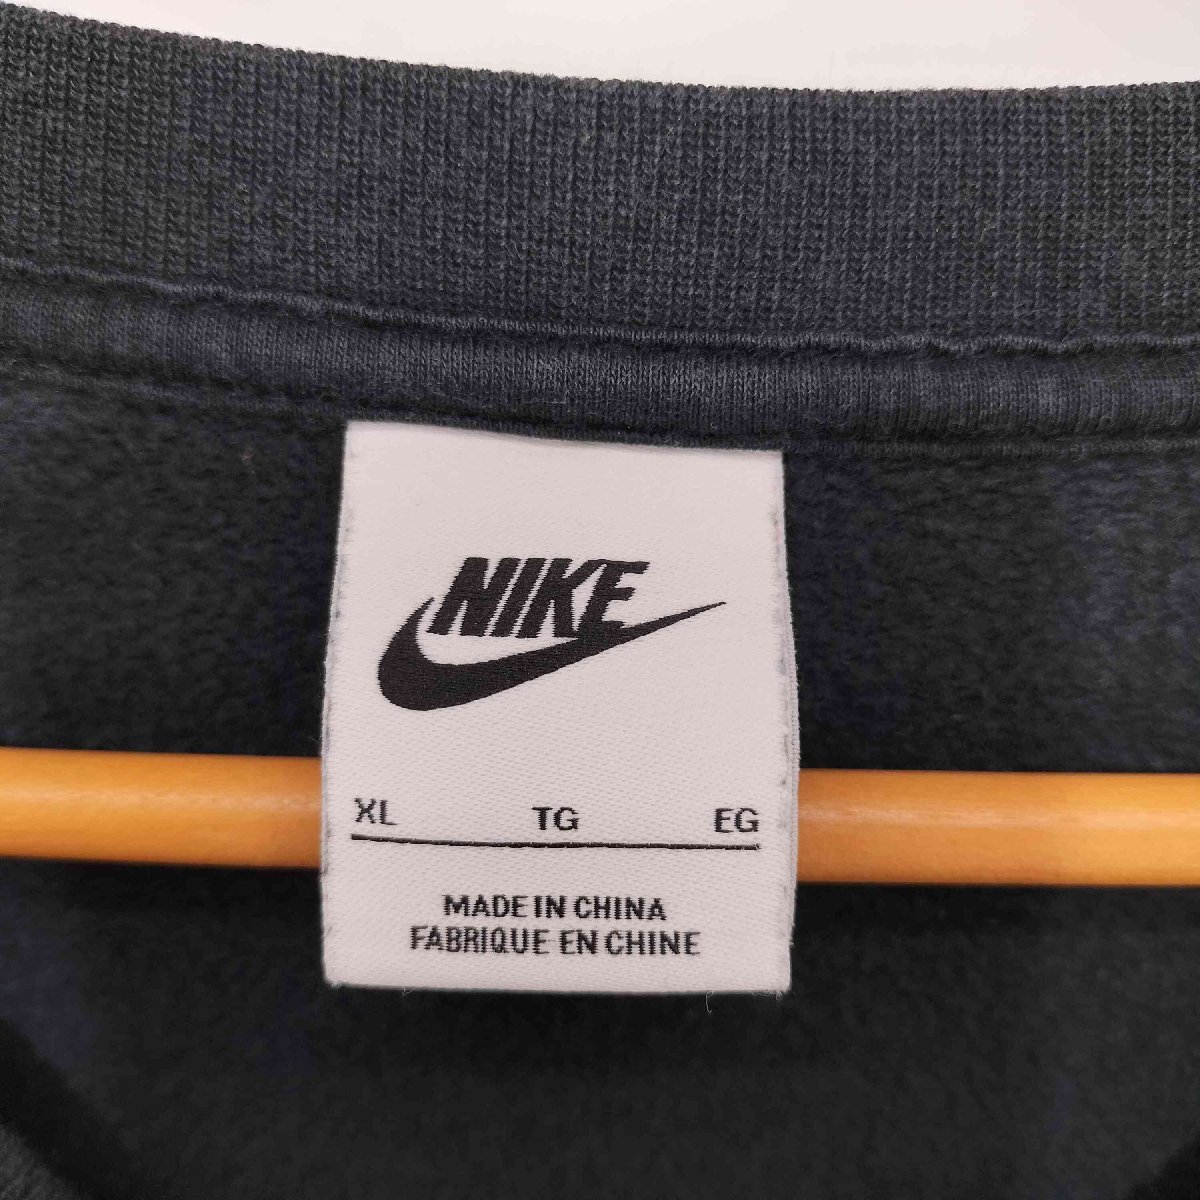 NIKE
XL TG EG
MADE IN CHINA
FABRIQUE EN CHINE